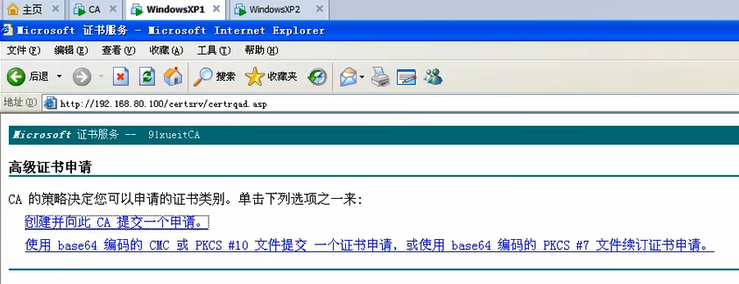 主页 CA WindowsXP1 WindowsXP2
Microsoft 证书服务 - Microsoft Internet Explorer
文件(F) 编辑(E) 查看(V) 收藏(A) 工具(T) 帮助(H)
后退 搜索 收藏夹
地址(D) http://192.168.80.100/certsrv/certrqad.asp
Microsoft 证书服务 -- 91xueitCA
高级证书申请
CA 的策略决定您可以申请的证书类别。单击下列选项之一来:
创建并向此 CA 提交一个申请。
使用 base64 编码的 CMC 或 PKCS #10 文件提交 一个证书申请，或使用 base64 编码的 PKCS #7 文件续订证书申请。